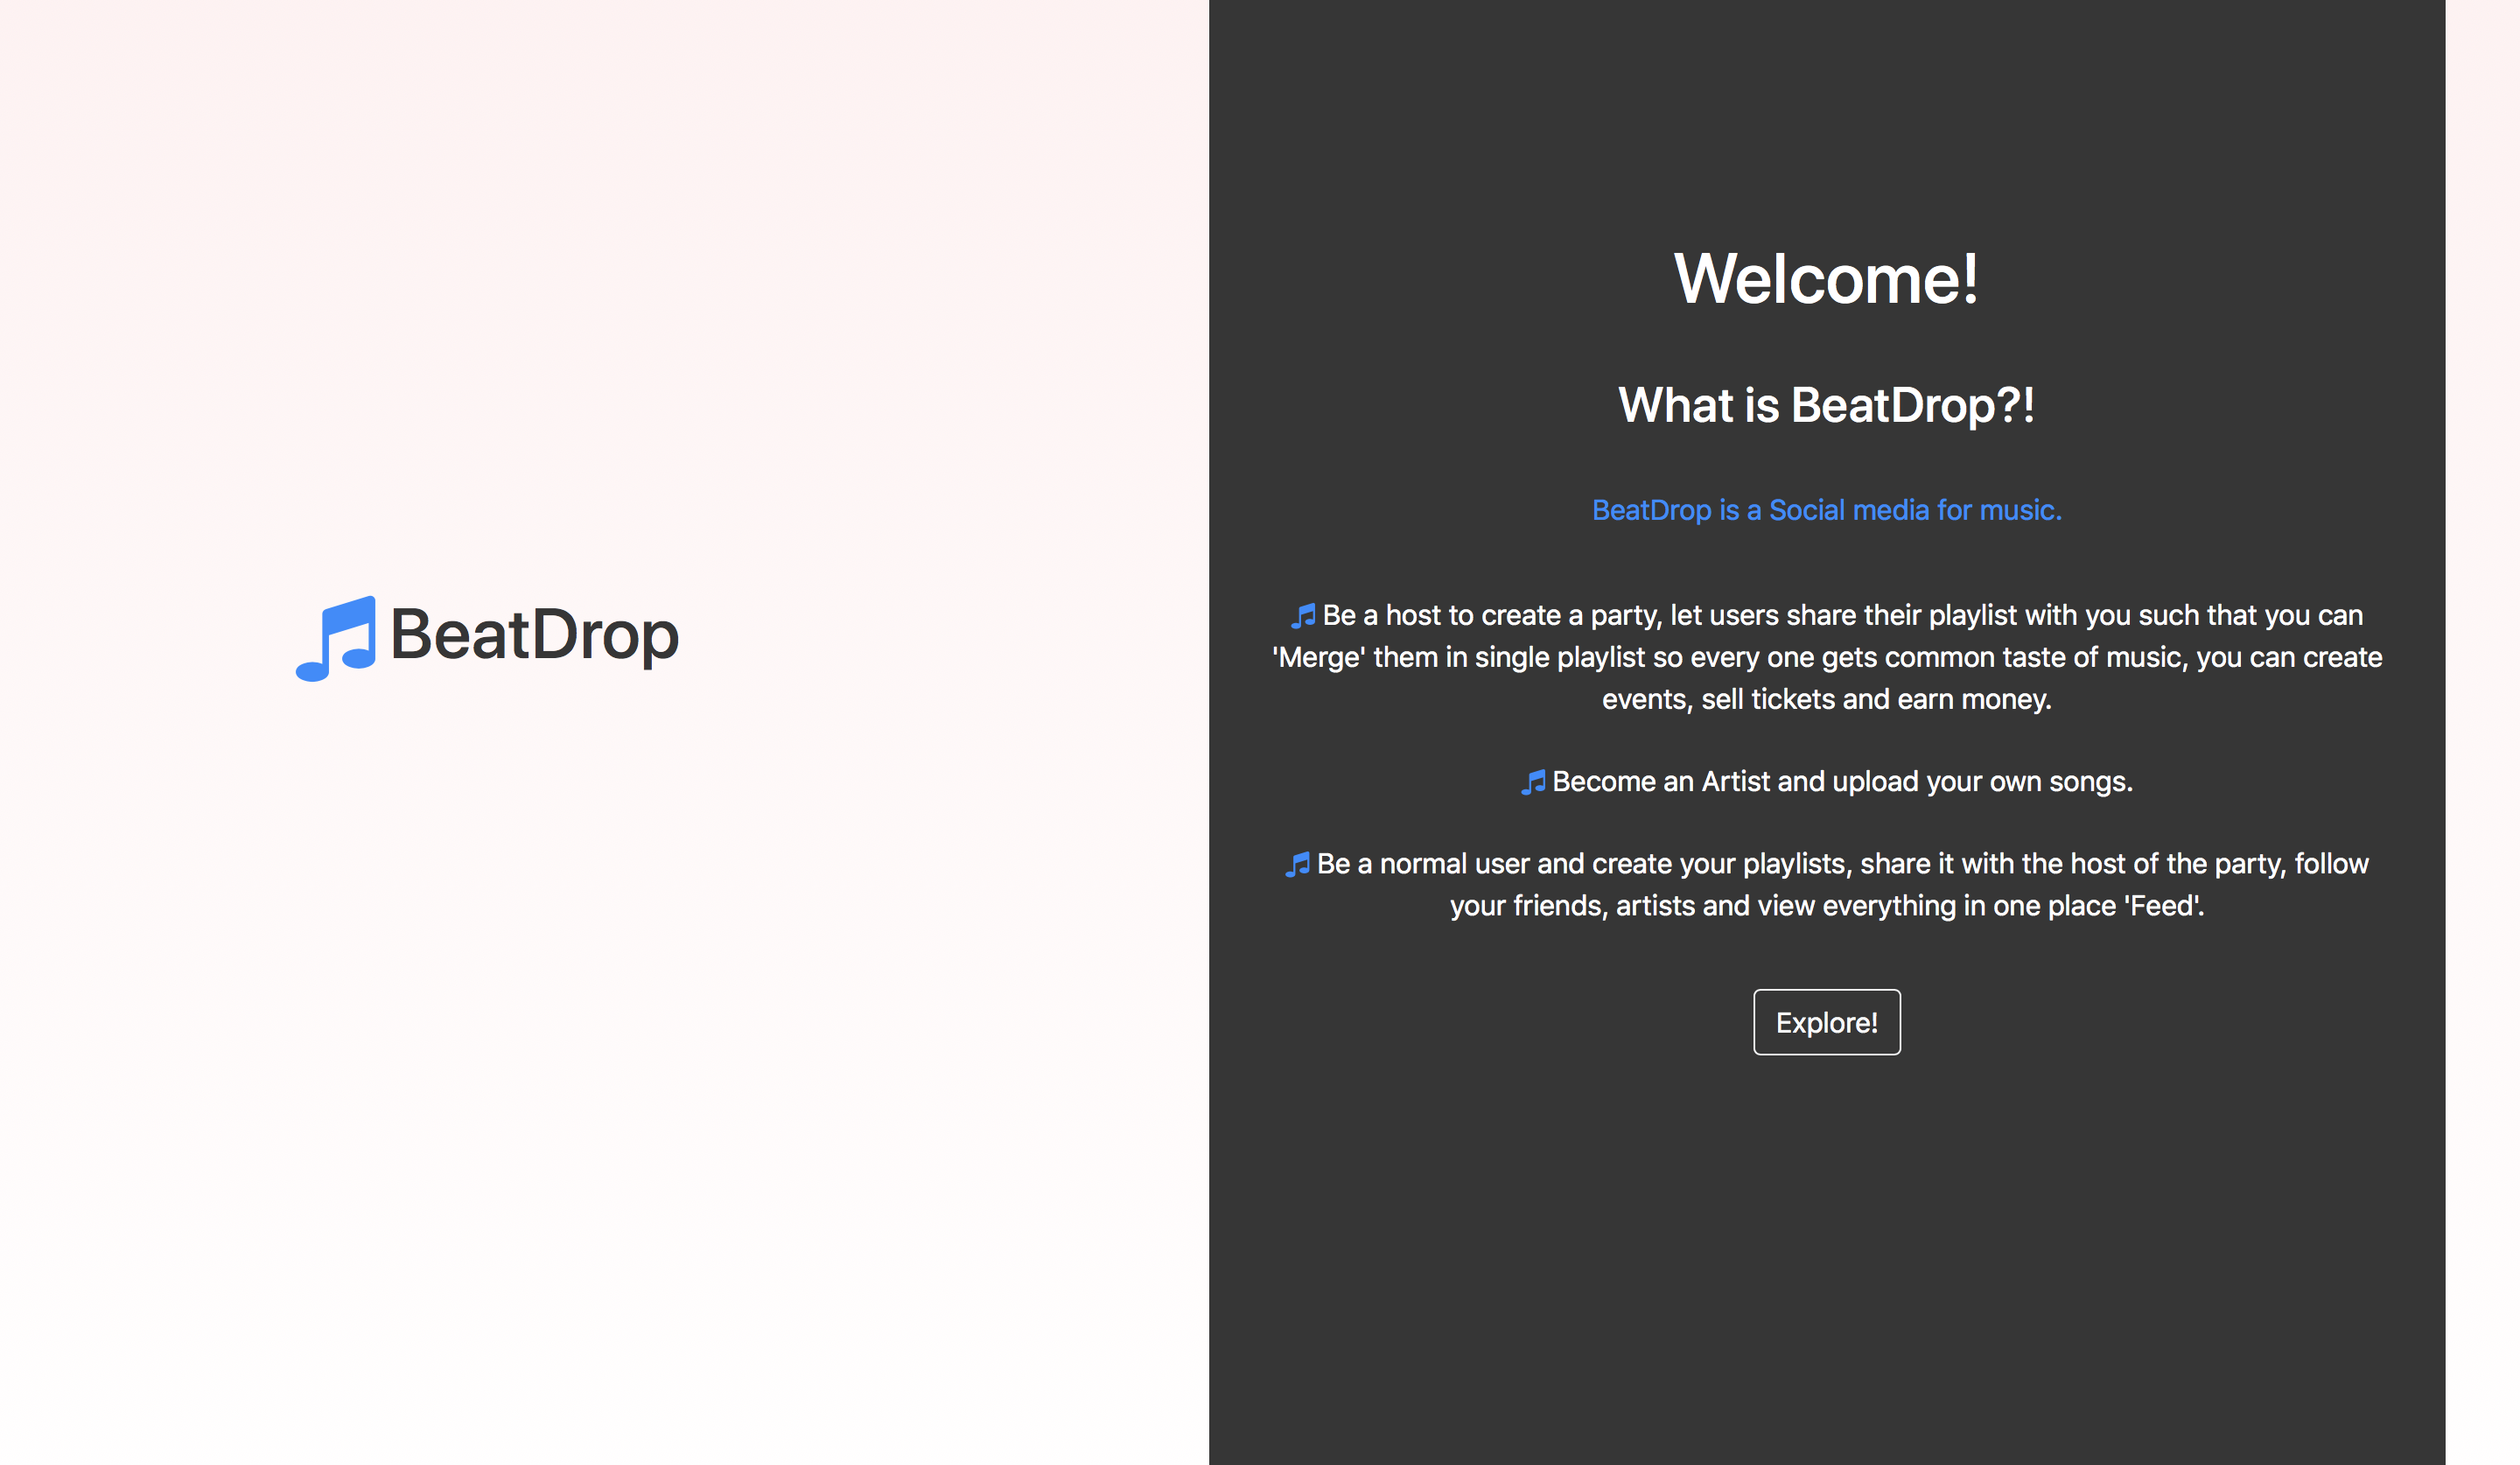 BeatDrop
Welcome!
What is BeatDrop?!
BeatDrop is a Social media for music.
Be a host to create a party, let users share their playlist with you such that you can
'Merge' them in single playlist so every one gets common taste of music, you can create
events, sell tickets and earn money.
Become an Artist and upload your own songs.
Be a normal user and create your playlists, share it with the host of the party, follow
your friends, artists and view everything in one place 'Feed'.
Explore!